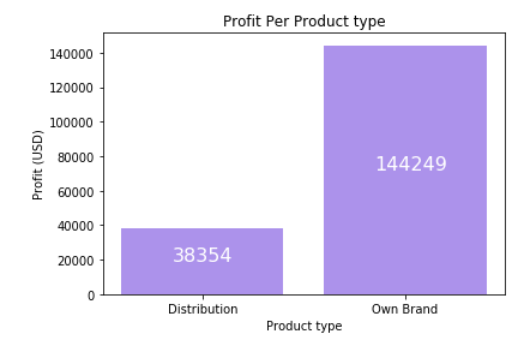 Profit Per Product type
Profit (USD)
140000
120000
100000
80000
60000
40000
20000
0
38354
144249
Distribution
Own Brand
Product type